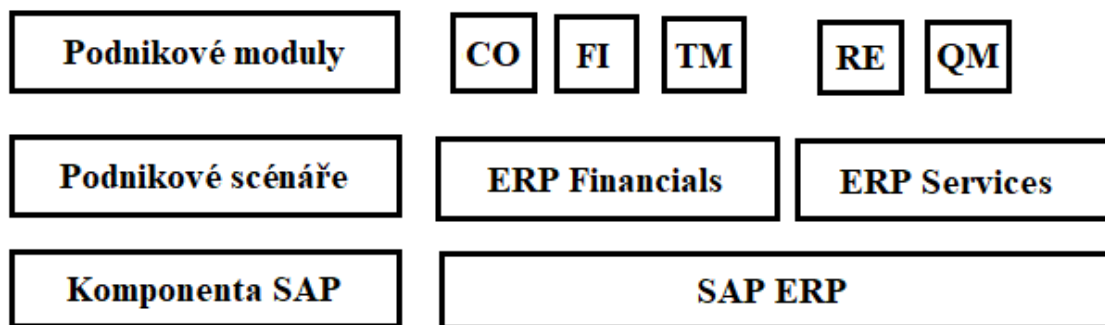 Podnikové moduly CO FI TM RE QM
Podnikové scénáře ERP Financials ERP Services
Komponenta SAP SAP ERP